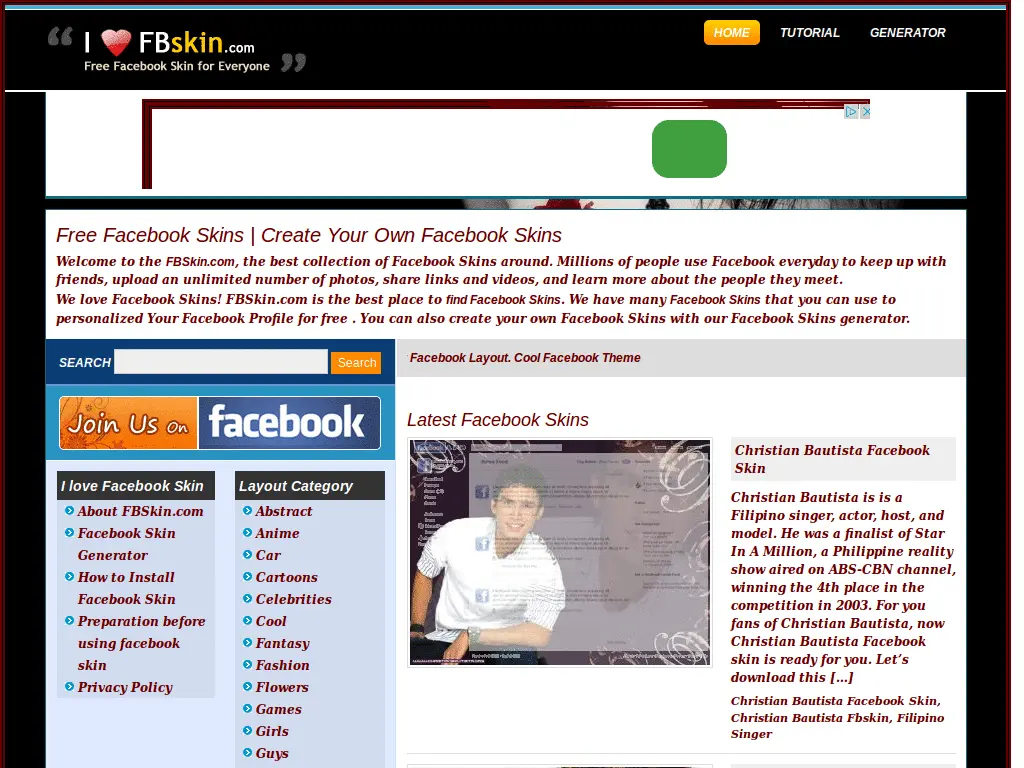 I FBskin.com
Free Facebook Skin for Everyone
HOME TUTORIAL GENERATOR
Free Facebook Skins | Create Your Own Facebook Skins
Welcome to the FBSkin.com, the best collection of Facebook Skins around. Millions of people use Facebook everyday to keep up with
friends, upload an unlimited number of photos, share links and videos, and learn more about the people they meet.
We love Facebook Skins! FBSkin.com is the best place to find Facebook Skins. We have many Facebook Skins that you can use to
personalized Your Facebook Profile for free . You can also create your own Facebook Skins with our Facebook Skins generator.
SEARCH Search
Join Us On facebook
I love Facebook Skin
About FBSkin.com
Facebook Skin
Generator
How to Install
Facebook Skin
Preparation before
using facebook
skin
Privacy Policy
Layout Category
Abstract
Anime
Car
Cartoons
Celebrities
Cool
Fantasy
Fashion
Flowers
Games
Girls
Guys
Facebook Layout. Cool Facebook Theme
Latest Facebook Skins
Christian Bautista Facebook
Skin
Christian Bautista is is a
Filipino singer, actor, host, and
model. He was a finalist of Star
In A Million, a Philippine reality
show aired on ABS-CBN channel,
winning the 4th place in the
competition in 2003. For you
fans of Christian Bautista, now
Christian Bautista Facebook
skin is ready for you. Let’s
download this [...]
Christian Bautista Facebook Skin,
Christian Bautista Fbskin, Filipino
Singer